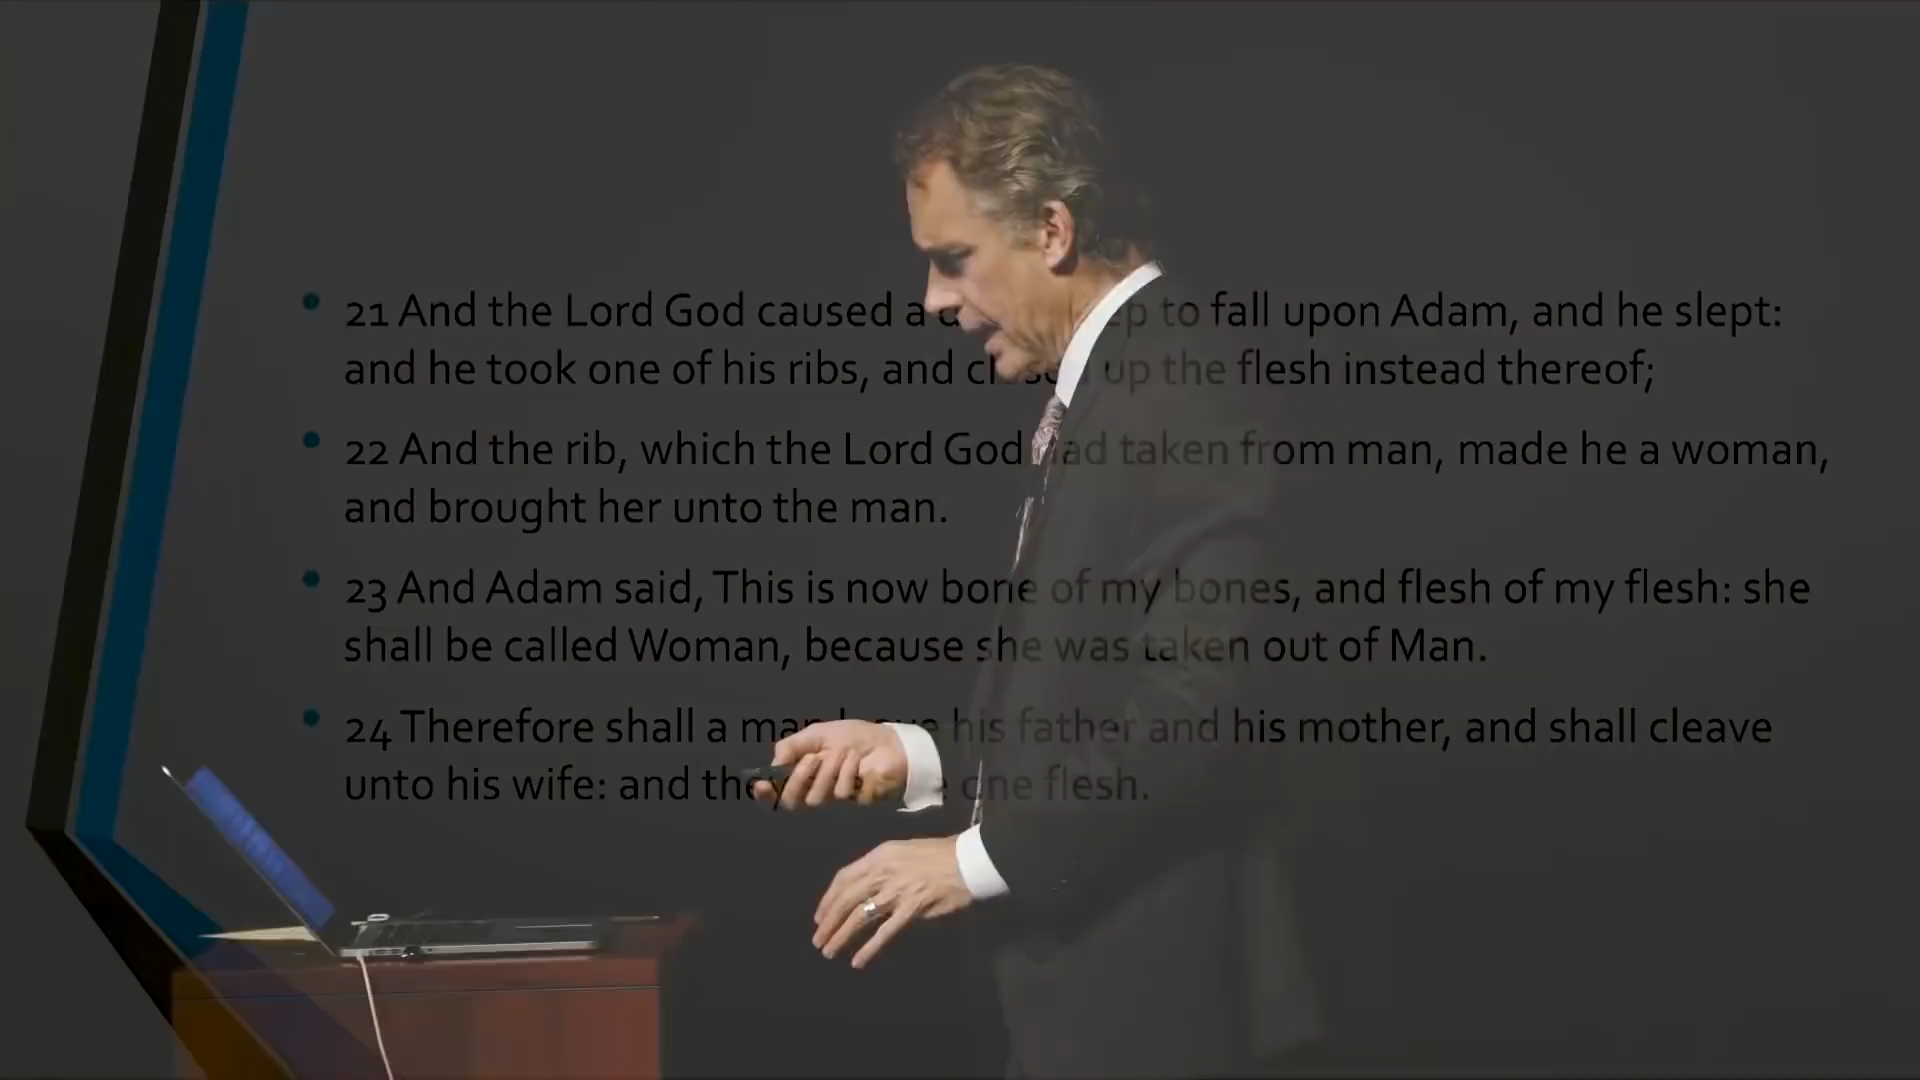 21 And the Lord God caused a to fall upon Adam, and he slept:
and he took one of his ribs, and up the flesh instead thereof;
22 And the rib, which the Lord God had taken from man, made he a woman,
and brought her unto the man.
23 And Adam said, This is now bone of my bones, and flesh of my flesh: she
shall be called Woman, because she was taken out of Man.
24 Therefore shall a man his father and his mother, and shall cleave
unto his wife: and they one flesh.